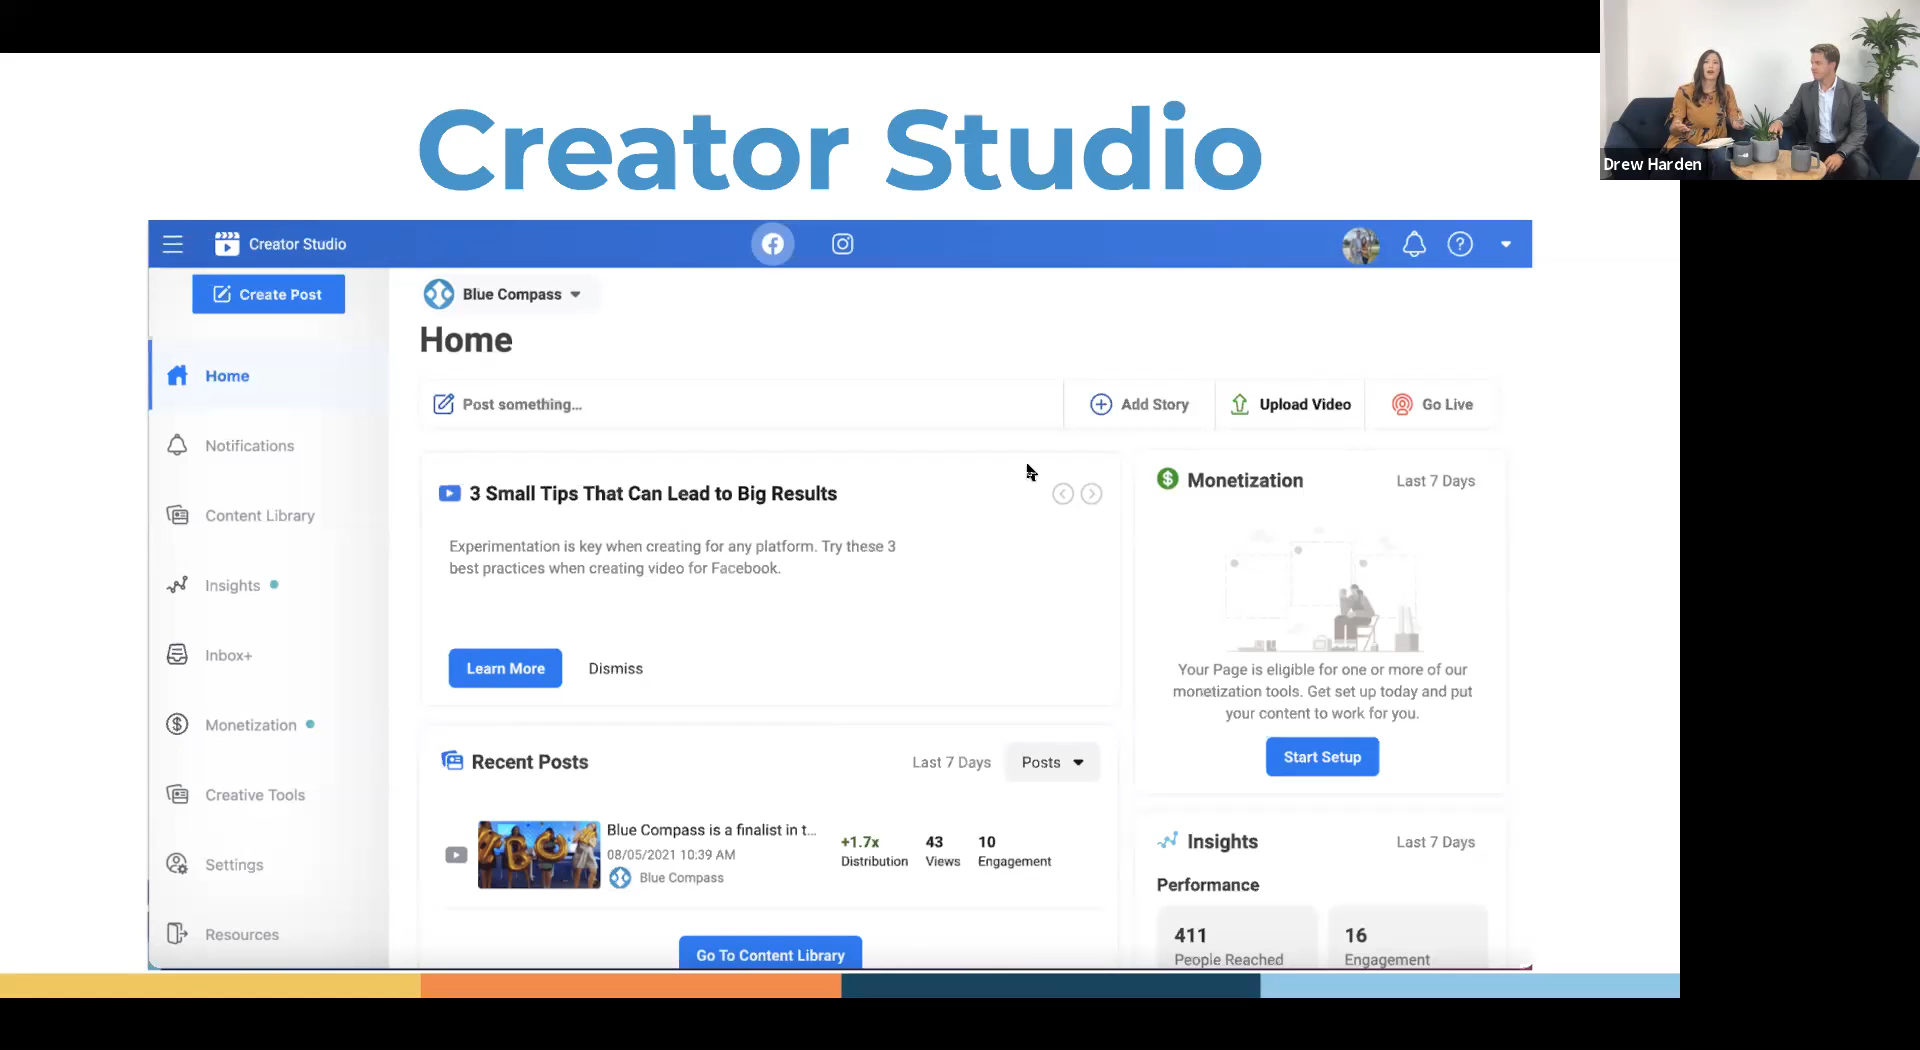 Creator Studio
Drew Harden
Creator Studio
Create Post
Home
Notifications
Content Library
Insights
Inbox+
Monetization
Creative Tools
Settings
Resources
Blue Compass
Home
Post something...
Add Story
Upload Video
Go Live
3 Small Tips That Can Lead to Big Results
Experimentation is key when creating for any platform. Try these 3
best practices when creating video for Facebook.
Learn More
Dismiss
Monetization
Last 7 Days
Your Page is eligible for one or more of our
monetization tools. Get set up today and put
your content to work for you.
Start Setup
Recent Posts
Last 7 Days
Posts
Blue Compass is a finalist in t...
08/05/2021 10:39 AM
Blue Compass
+1.7x
Distribution
43
Views
10
Engagement
Go To Content Library
Insights
Last 7 Days
Performance
411
People Reached
16
Engagement